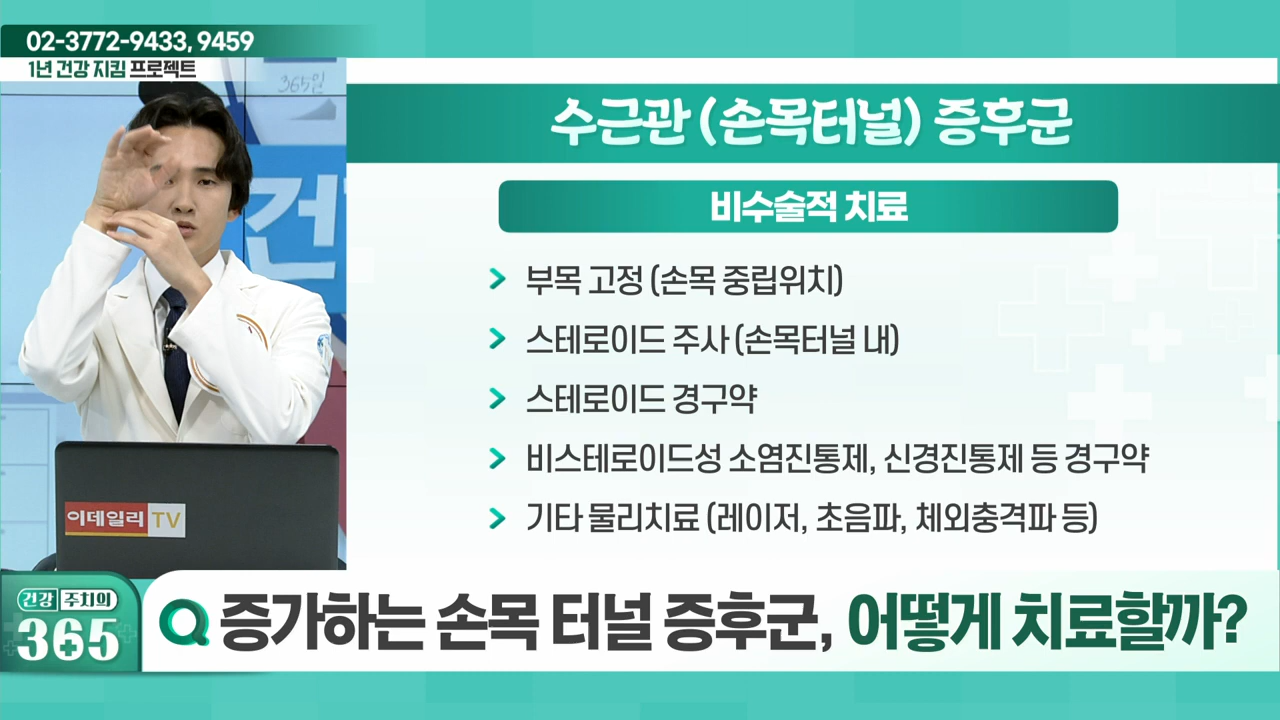 02-3772-9433, 9459
1년 건강 지킴 프로젝트
365일
건
수근관 (손목터널) 증후군
비수술적 치료
부목 고정 (손목 중립위치)
스테로이드 주사 (손목터널 내)
스테로이드 경구약
비스테로이드성 소염진통제, 신경진통제 등 경구약
기타 물리치료 (레이저, 초음파, 체외충격파 등)
이데일리 TV
건강 주치의
365
증가하는 손목 터널 증후군, 어떻게 치료할까?